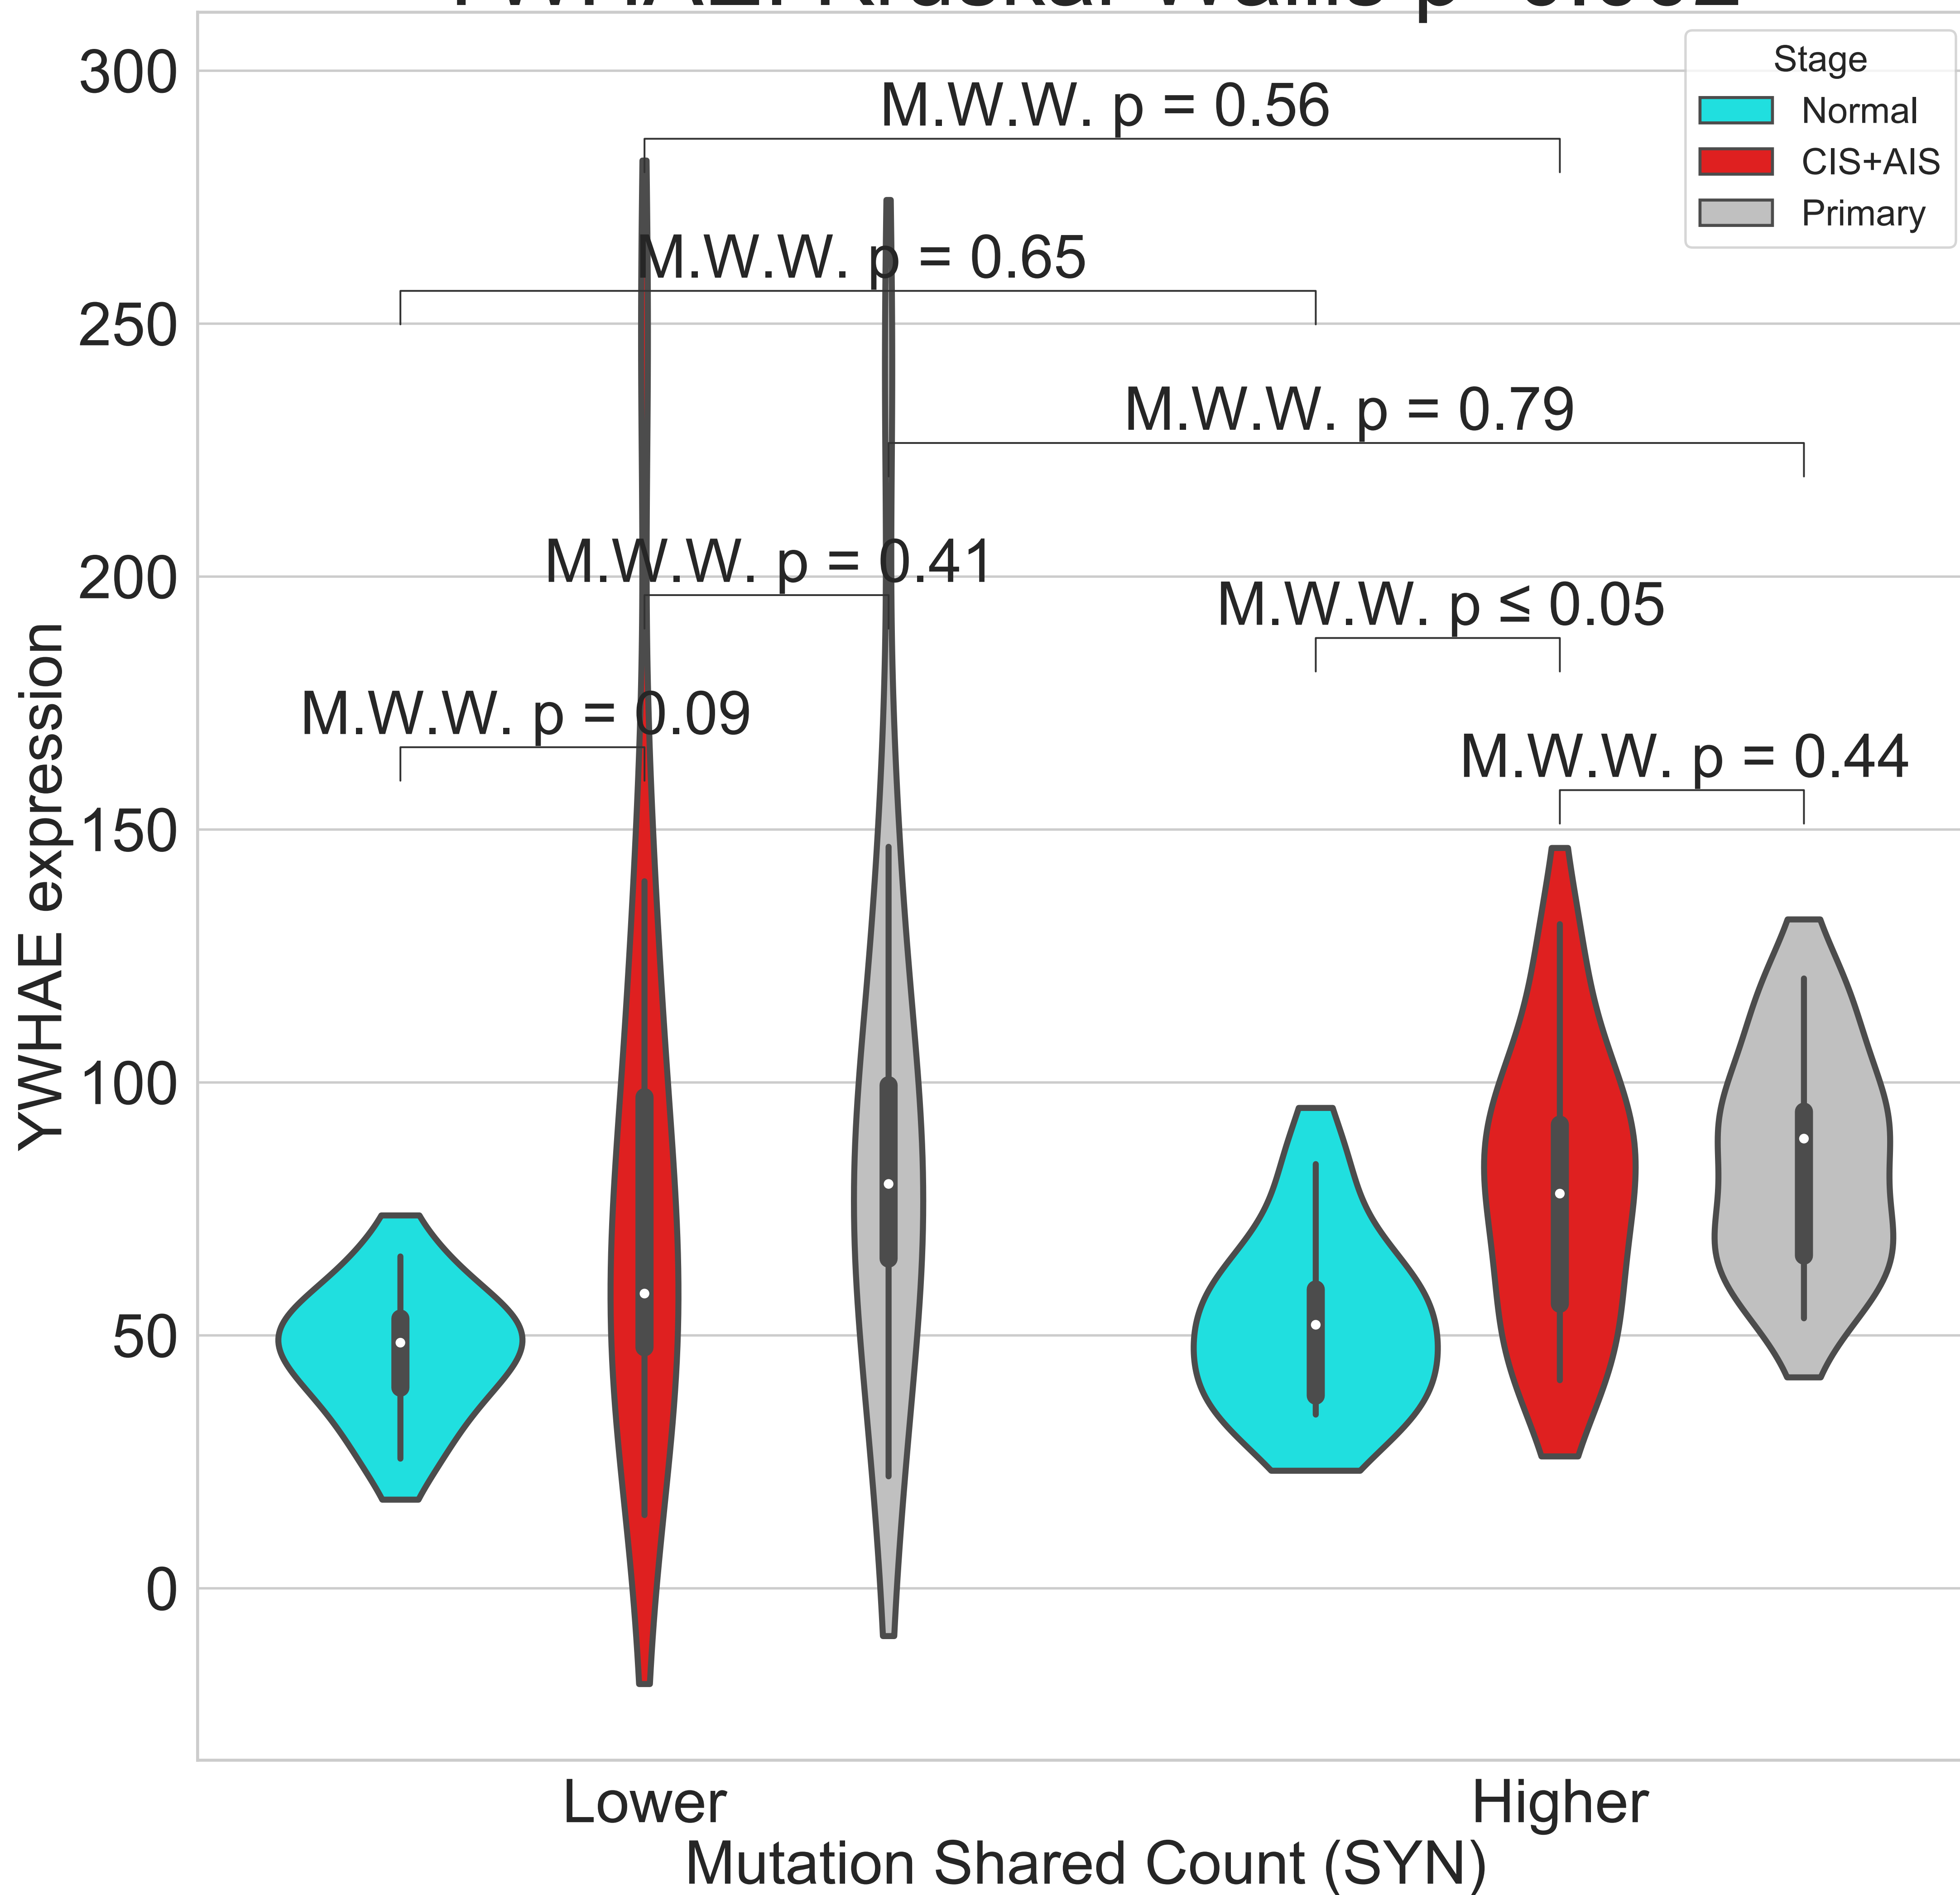 Stage
Normal
CIS+AIS
Primary
300
250
200
150
100
50
0
YWHAE expression
M.W.W. p = 0.56
M.W.W. p = 0.65
M.W.W. p = 0.79
M.W.W. p = 0.41
M.W.W. p ≤ 0.05
M.W.W. p = 0.09
M.W.W. p = 0.44
Lower
Higher
Mutation Shared Count (SYN)